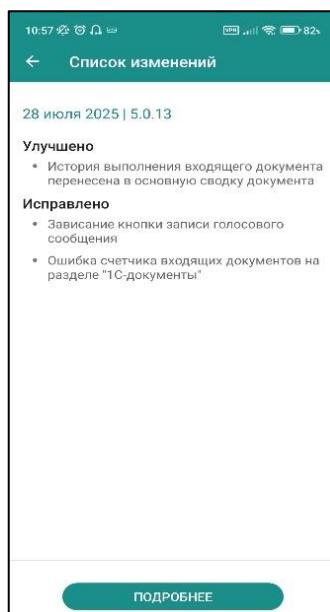 10:57 VPN 82%
Список изменений
28 июля 2025 | 5.0.13
Улучшено
• История выполнения входящего документа
перенесена в основную сводку документа
Исправлено
• Зависание кнопки записи голосового
сообщения
• Ошибка счетчика входящих документов на
разделе "1С-документы"
ПОДРОБНЕЕ